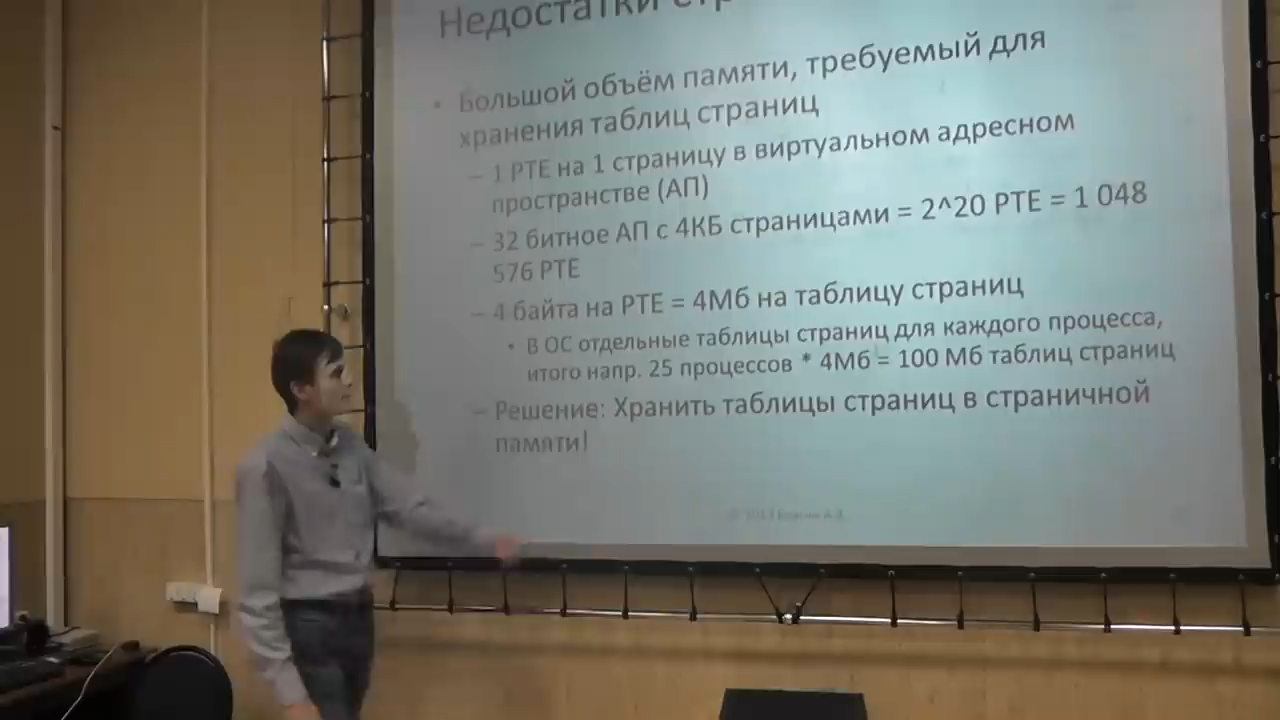 Недостатки
• Большой объём памяти, требуемый для
хранения таблиц страниц
– 1 PTE на 1 страницу в виртуальном адресном
пространстве (АП)
– 32 битное АП с 4КБ страницами = 2^20 PTE = 1 048
576 PTE
– 4 байта на PTE = 4Мб на таблицу страниц
• В ОС отдельные таблицы страниц для каждого процесса,
итого напр. 25 процессов * 4Мб = 100 Мб таблиц страниц
– Решение: Хранить таблицы страниц в страничной
памяти!